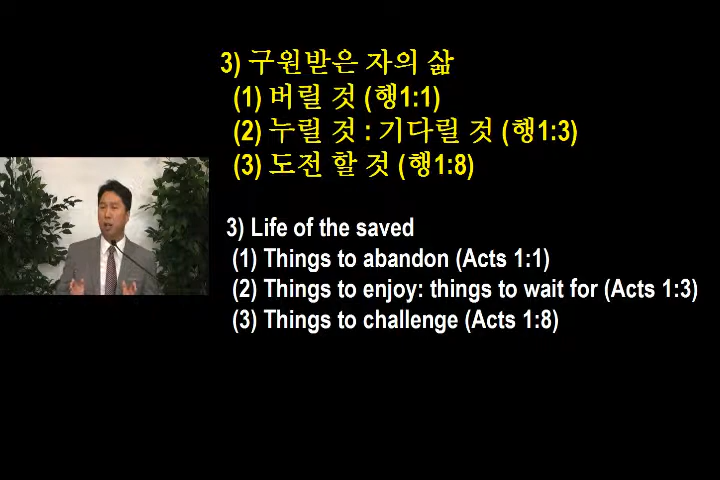 3) 구원받은 자의 삶
(1) 버릴 것 (행1:1)
(2) 누릴 것 : 기다릴 것 (행1:3)
(3) 도전 할 것 (행1:8)
3) Life of the saved
(1) Things to abandon (Acts 1:1)
(2) Things to enjoy: things to wait for (Acts 1:3)
(3) Things to challenge (Acts 1:8)